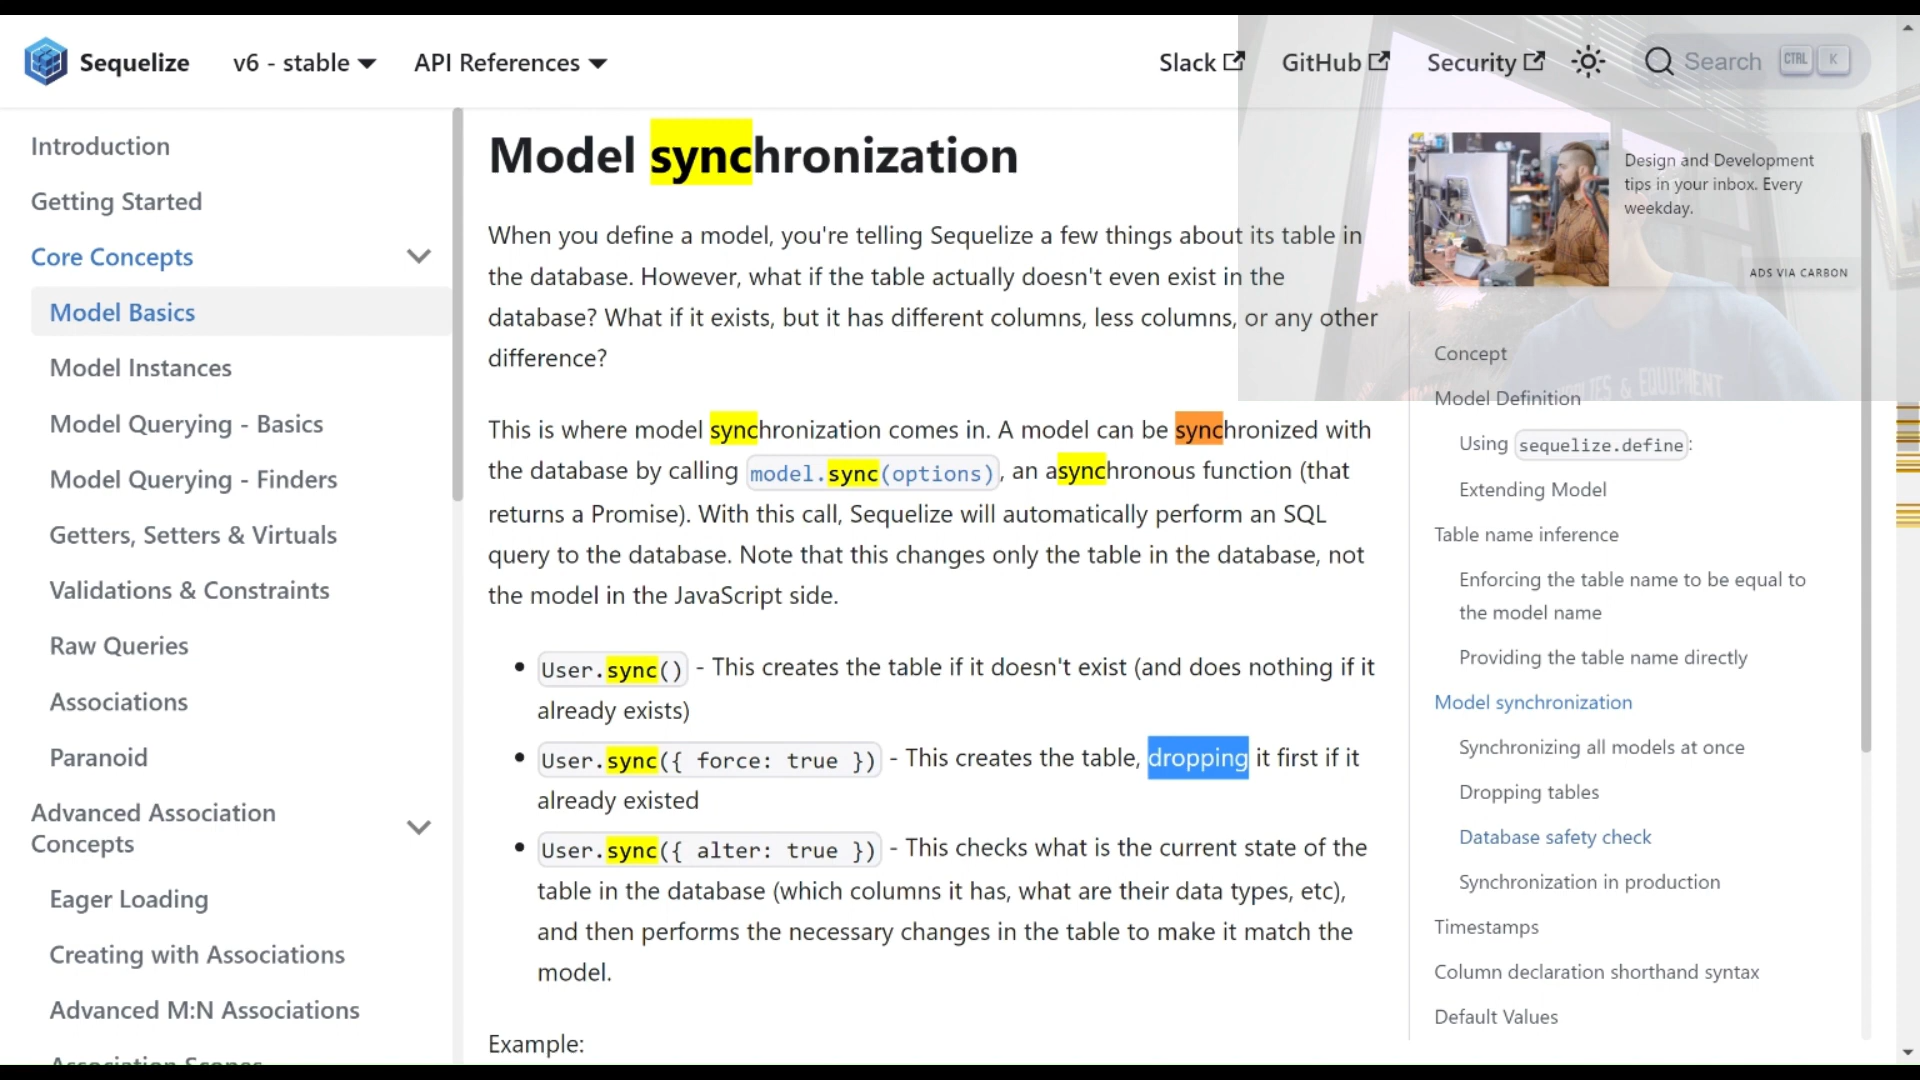 Sequelize
v6 - stable
API References
Slack
GitHub
Security
Search
CTRL
K
Introduction
Getting Started
Core Concepts
Model Basics
Model Instances
Model Querying - Basics
Model Querying - Finders
Getters, Setters & Virtuals
Validations & Constraints
Raw Queries
Associations
Paranoid
Advanced Association
Concepts
Eager Loading
Creating with Associations
Advanced M:N Associations
Association Scopes
Model synchronization
When you define a model, you're telling Sequelize a few things about its table in
the database. However, what if the table actually doesn't even exist in the
database? What if it exists, but it has different columns, less columns, or any other
difference?
This is where model synchronization comes in. A model can be synchronized with
the database by calling model.sync(options), an asynchronous function (that
returns a Promise). With this call, Sequelize will automatically perform an SQL
query to the database. Note that this changes only the table in the database, not
the model in the JavaScript side.
• User.sync() - This creates the table if it doesn't exist (and does nothing if it
already exists)
• User.sync({ force: true }) - This creates the table, dropping it first if it
already existed
• User.sync({ alter: true }) - This checks what is the current state of the
table in the database (which columns it has, what are their data types, etc),
and then performs the necessary changes in the table to make it match the
model.
Example:
Design and Development
tips in your inbox. Every
weekday.
ADS VIA CARBON
Concept
& EQUIPMENT
Model Definition
Using sequelize.define:
Extending Model
Table name inference
Enforcing the table name to be equal to
the model name
Providing the table name directly
Model synchronization
Synchronizing all models at once
Dropping tables
Database safety check
Synchronization in production
Timestamps
Column declaration shorthand syntax
Default Values